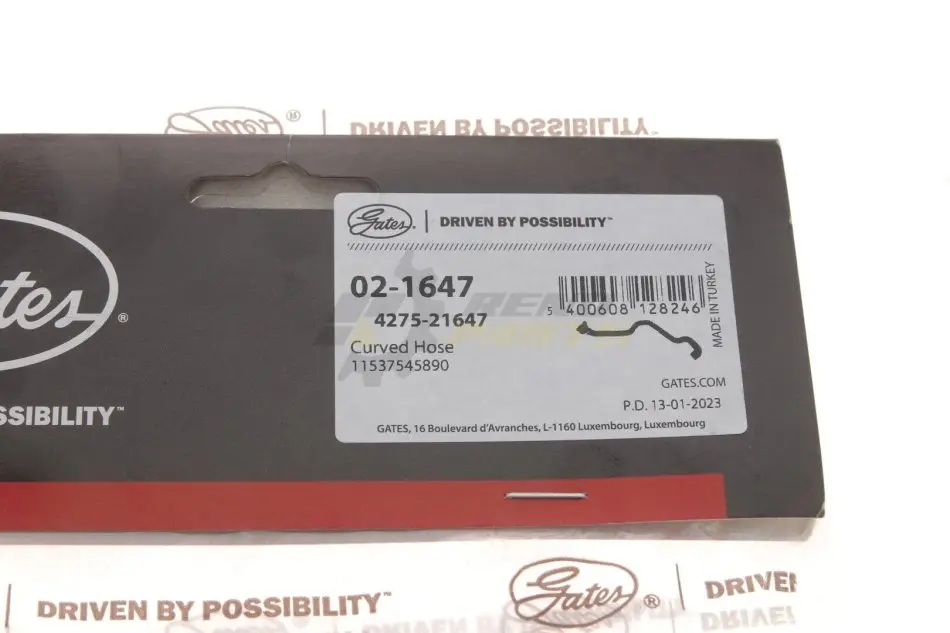 Gates ®
DRIVEN BY POSSIBILITY™
tes ®
SSIBILITY™
Gates. DRIVEN BY POSSIBILITY™
02-1647
4275-21647
Curved Hose
11537545890
5 400608 128246
MADE IN TURKEY
GATES.COM
P.D. 13-01-2023
GATES, 16 Boulevard d'Avranches, L-1160 Luxembourg, Luxembourg
DRIVEN BY POSSIBILITY™
Gates ®
DRIVEN